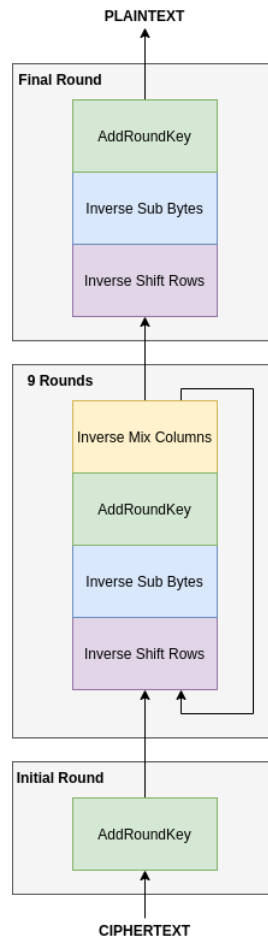 PLAINTEXT
Final Round
AddRoundKey
Inverse Sub Bytes
Inverse Shift Rows
9 Rounds
Inverse Mix Columns
AddRoundKey
Inverse Sub Bytes
Inverse Shift Rows
Initial Round
AddRoundKey
CIPHERTEXT